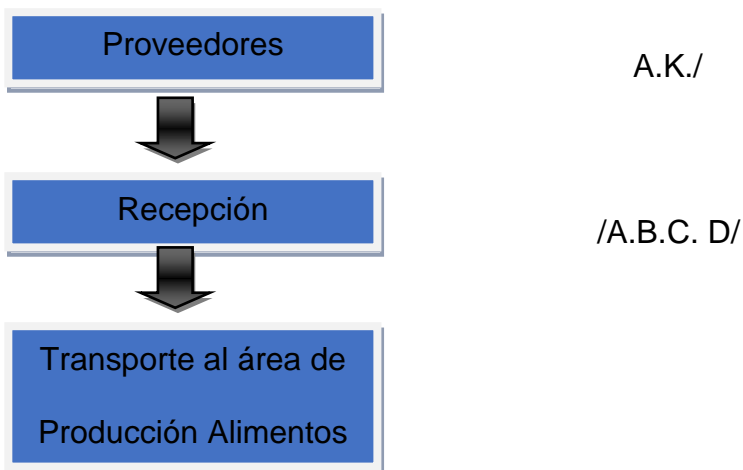 Proveedores
A.K./
Recepción
/A.B.C. D/
Transporte al área de
Producción Alimentos